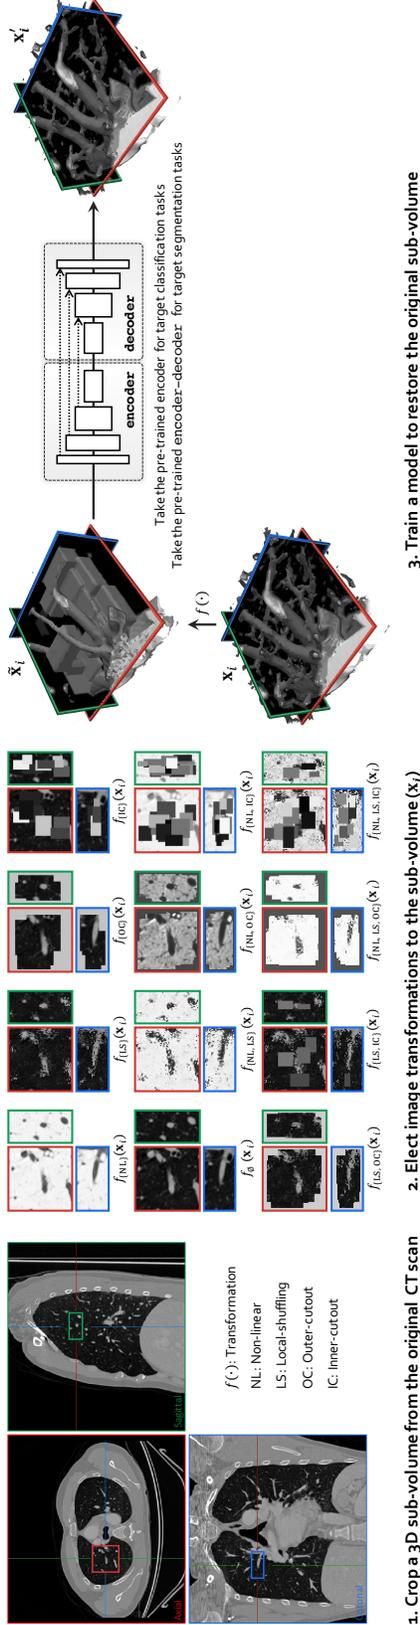 Axial
Sagittal
Coronal
f (·): Transformation
NL: Non-linear
LS: Local-shuffling
OC: Outer-cutout
IC: Inner-cutout
1. Crop a 3D sub-volume from the original CT scan
f{NL}(xi)
f{LS}(xi)
f{OC}(xi)
f{IC}(xi)
f∅(xi)
f{NL, LS}(xi)
f{NL, OC}(xi)
f{NL, IC}(xi)
f{LS, OC}(xi)
f{LS, IC}(xi)
f{NL, LS, OC}(xi)
f{NL, LS, IC}(xi)
2. Elect image transformations to the sub-volume (xi)
x̃i
f (·)
xi
encoder
decoder
x′i
Take the pre-trained encoder for target classification tasks
Take the pre-trained encoder-decoder for target segmentation tasks
3. Train a model to restore the original sub-volume